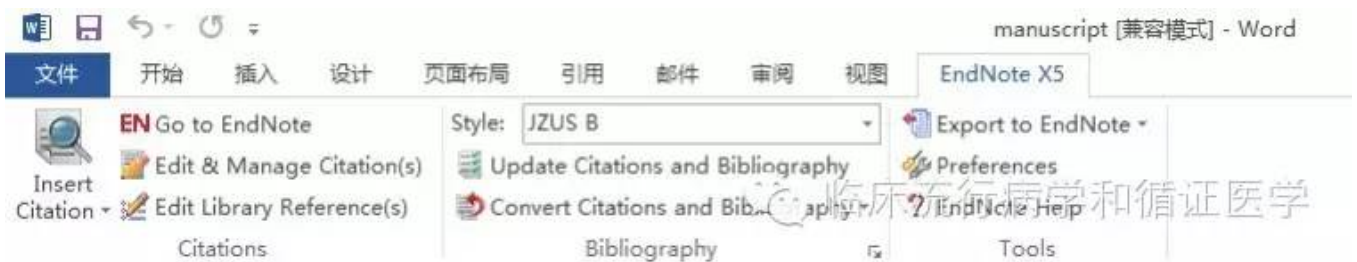 manuscript [兼容模式] - Word
文件 开始 插入 设计 页面布局 引用 邮件 审阅 视图 EndNote X5
EN Go to EndNote Style: JZUS B Export to EndNote
Edit & Manage Citation(s) Update Citations and Bibliography Preferences
Insert Citation Edit Library Reference(s) Convert Citations and Bibliography ? EndNote Help
临床流行病学和循证医学
Citations Bibliography Tools